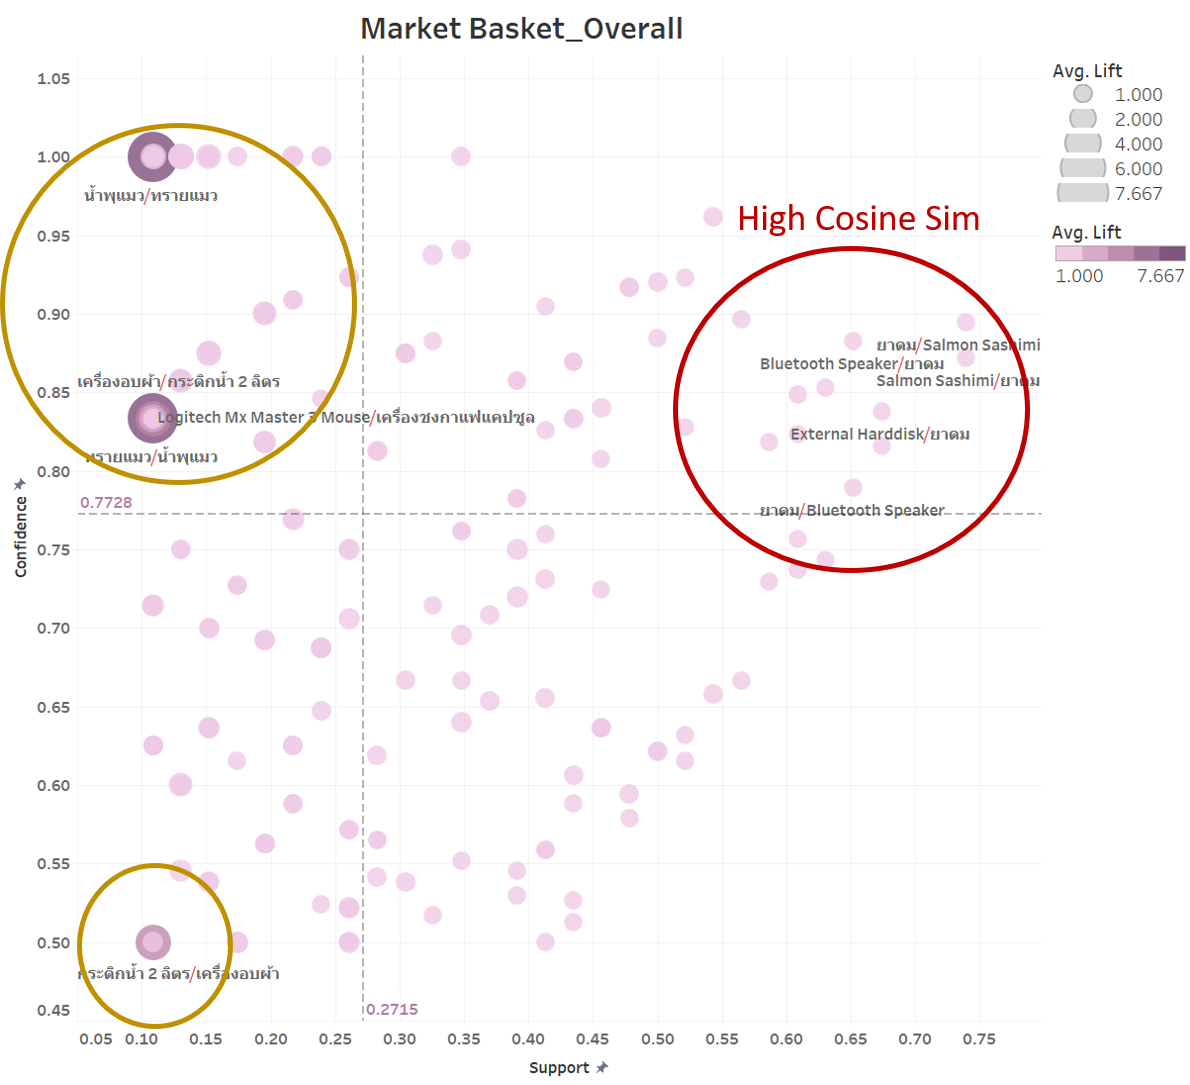 Market Basket_Overall
Avg. Lift
1.000
2.000
4.000
6.000
7.667
Avg. Lift
1.000 7.667
High Cosine Sim
1.05
1.00
0.95
0.90
0.85
0.80
0.75
0.70
0.65
0.60
0.55
0.50
0.45
Confidence
น้ำพุแมว/ทรายแมว
ยาดม/Salmon Sashimi
Bluetooth Speaker/ยาดม
Salmon Sashimi/ยาดม
เครื่องอบผ้า/กระติกน้ำ 2 ลิตร
Logitech Mx Master 3 Mouse/เครื่องชงกาแฟแคปซูล
External Harddisk/ยาดม
ทรายแมว/น้ำพุแมว
0.7728
ยาดม/Bluetooth Speaker
กระติกน้ำ 2 ลิตร/เครื่องอบผ้า
0.2715
0.05 0.10 0.15 0.20 0.25 0.30 0.35 0.40 0.45 0.50 0.55 0.60 0.65 0.70 0.75
Support